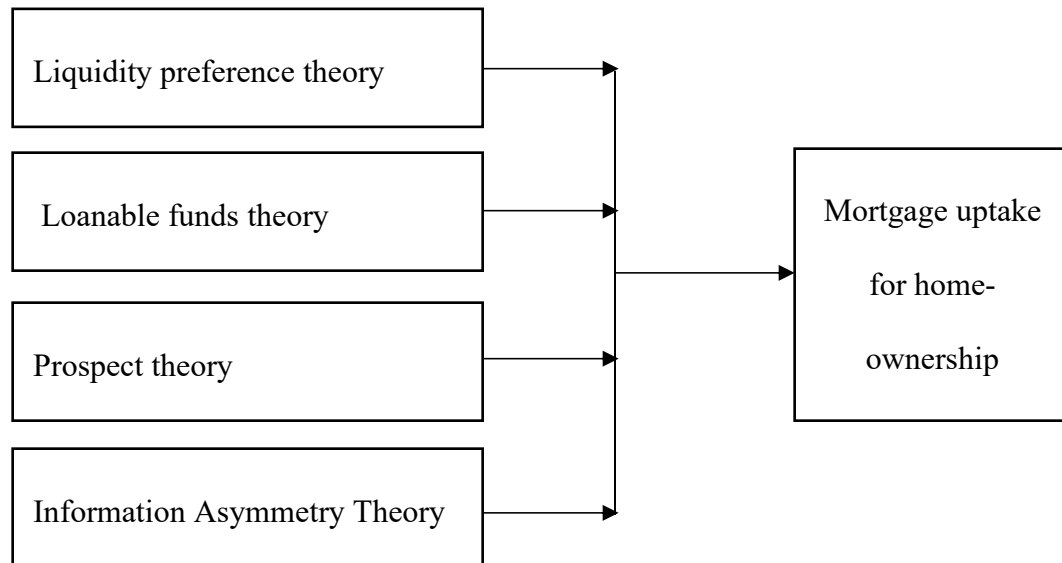 Liquidity preference theory
Loanable funds theory
Prospect theory
Information Asymmetry Theory
Mortgage uptake
for home-
ownership